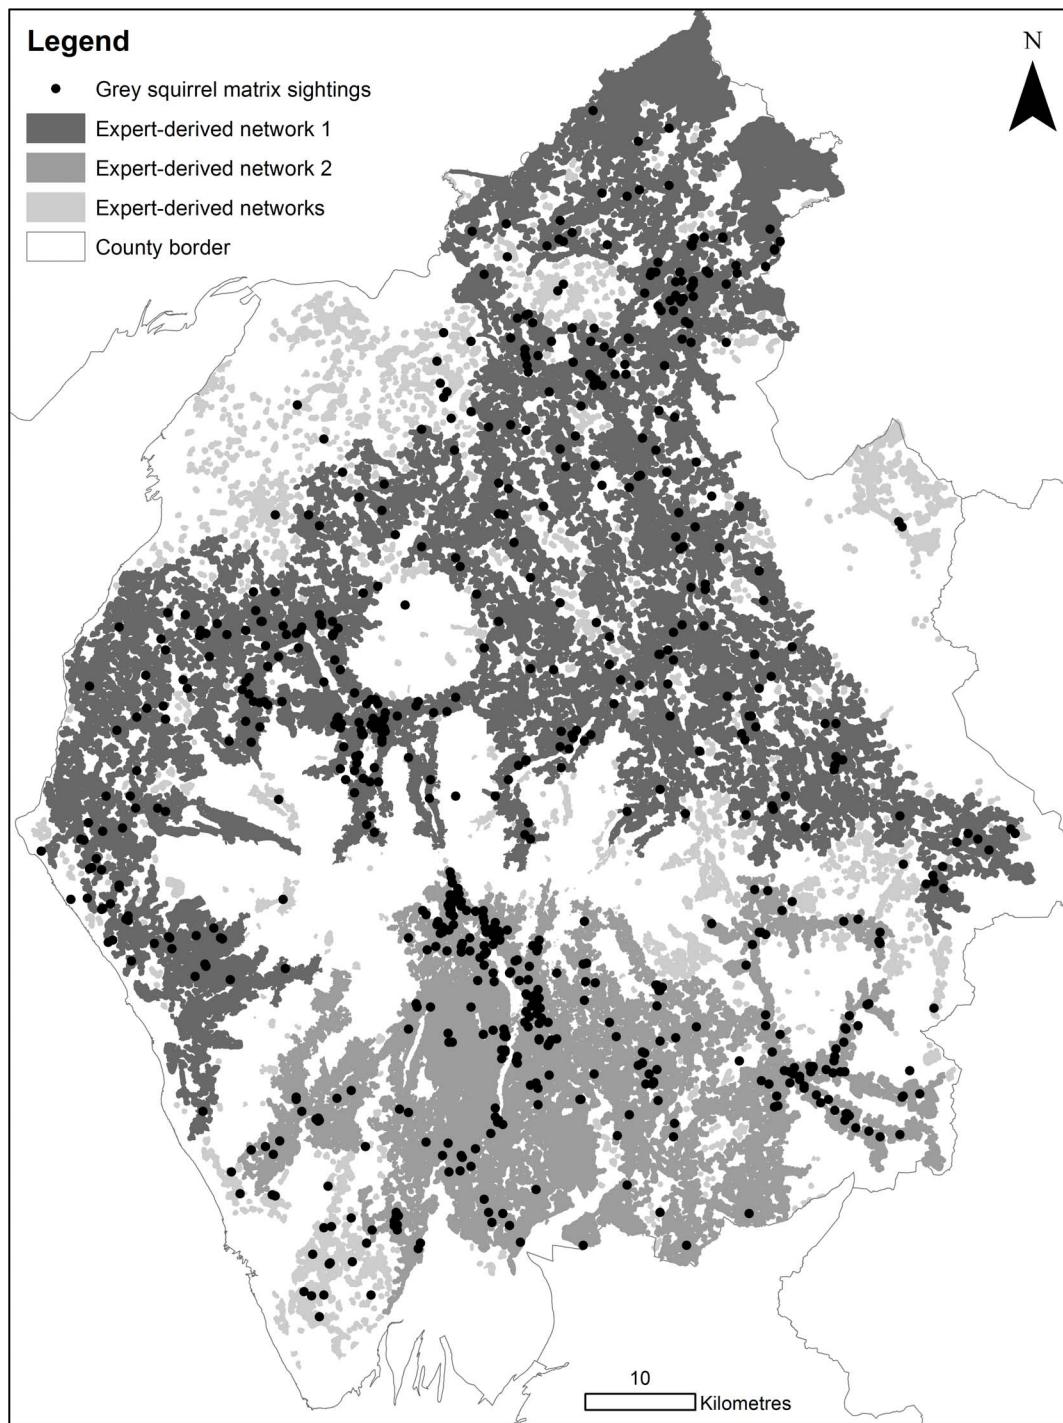 Legend
N
Grey squirrel matrix sightings
Expert-derived network 1
Expert-derived network 2
Expert-derived networks
County border
10
Kilometres